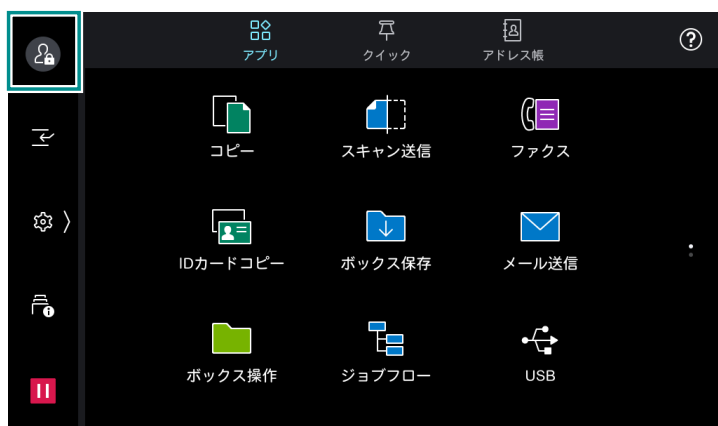 アプリ
クイック
アドレス帳
?
コピー
スキャン送信
ファクス
IDカードコピー
ボックス保存
メール送信
ボックス操作
ジョブフロー
USB